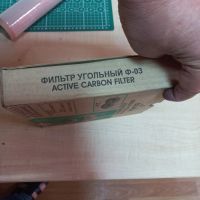 ФИЛЬТР УГОЛЬНЫЙ Ф-03
ACTIVE CARBON FILTER